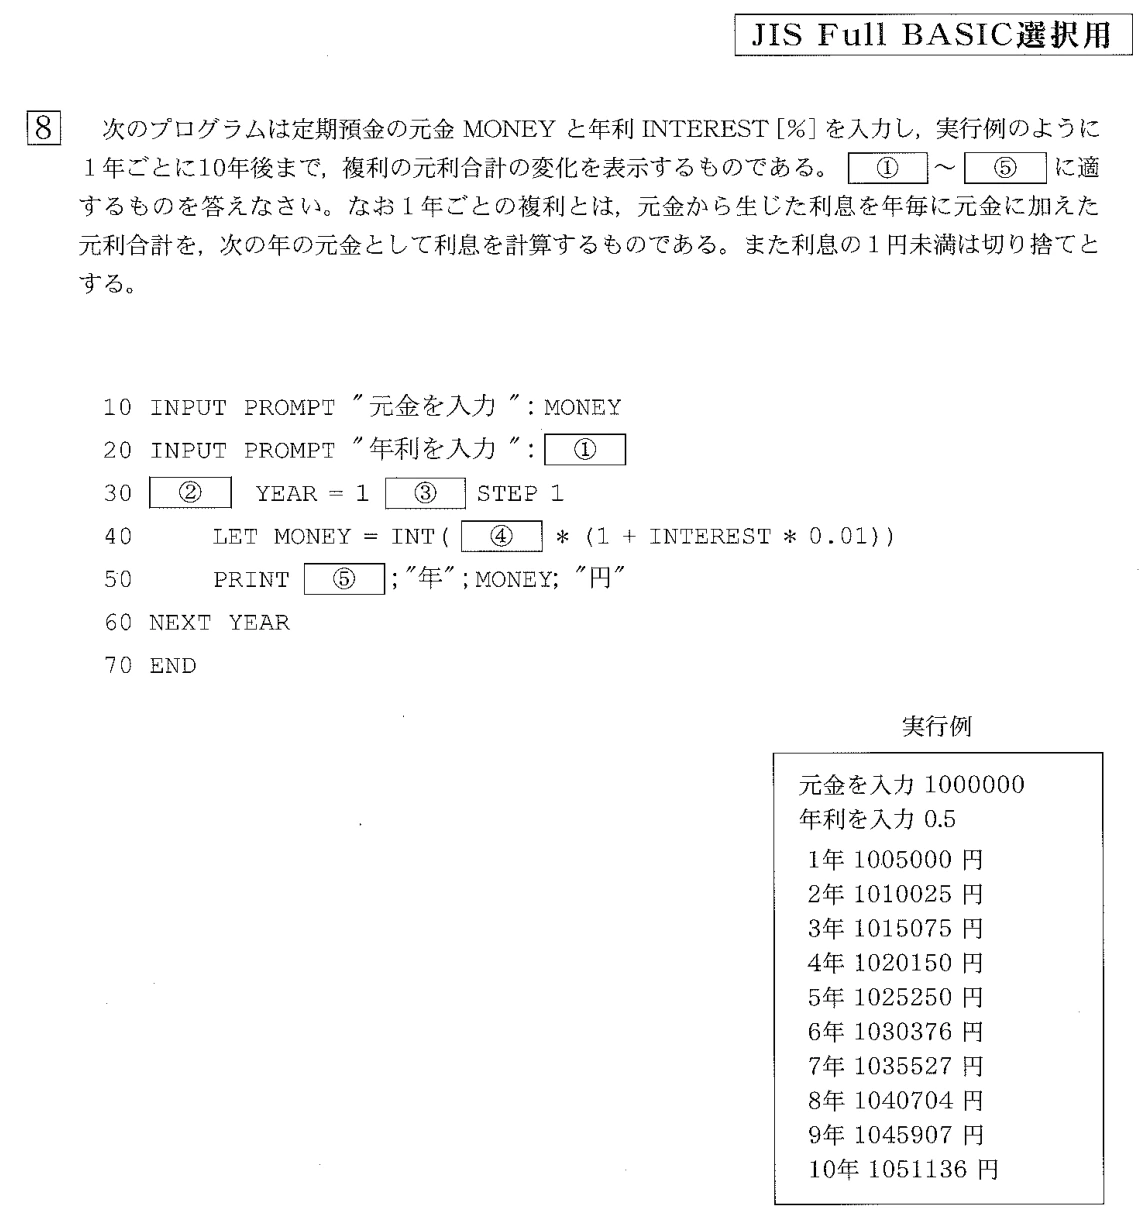 JIS Full BASIC選択用
8 次のプログラムは定期預金の元金 MONEY と年利 INTEREST [%] を入力し，実行例のように
１年ごとに10年後まで，複利の元利合計の変化を表示するものである。 ① ～ ⑤ に適
するものを答えなさい。なお１年ごとの複利とは，元金から生じた利息を年毎に元金に加えた
元利合計を，次の年の元金として利息を計算するものである。また利息の１円未満は切り捨てと
する。
10 INPUT PROMPT ″元金を入力 ″: MONEY
20 INPUT PROMPT ″年利を入力 ″: ①
30 ② YEAR = 1 ③ STEP 1
40 LET MONEY = INT( ④ * (1 + INTEREST * 0.01))
50 PRINT ⑤ ;″年″;MONEY; ″円″
60 NEXT YEAR
70 END
実行例
元金を入力 1000000
年利を入力 0.5
1年 1005000 円
2年 1010025 円
3年 1015075 円
4年 1020150 円
5年 1025250 円
6年 1030376 円
7年 1035527 円
8年 1040704 円
9年 1045907 円
10年 1051136 円